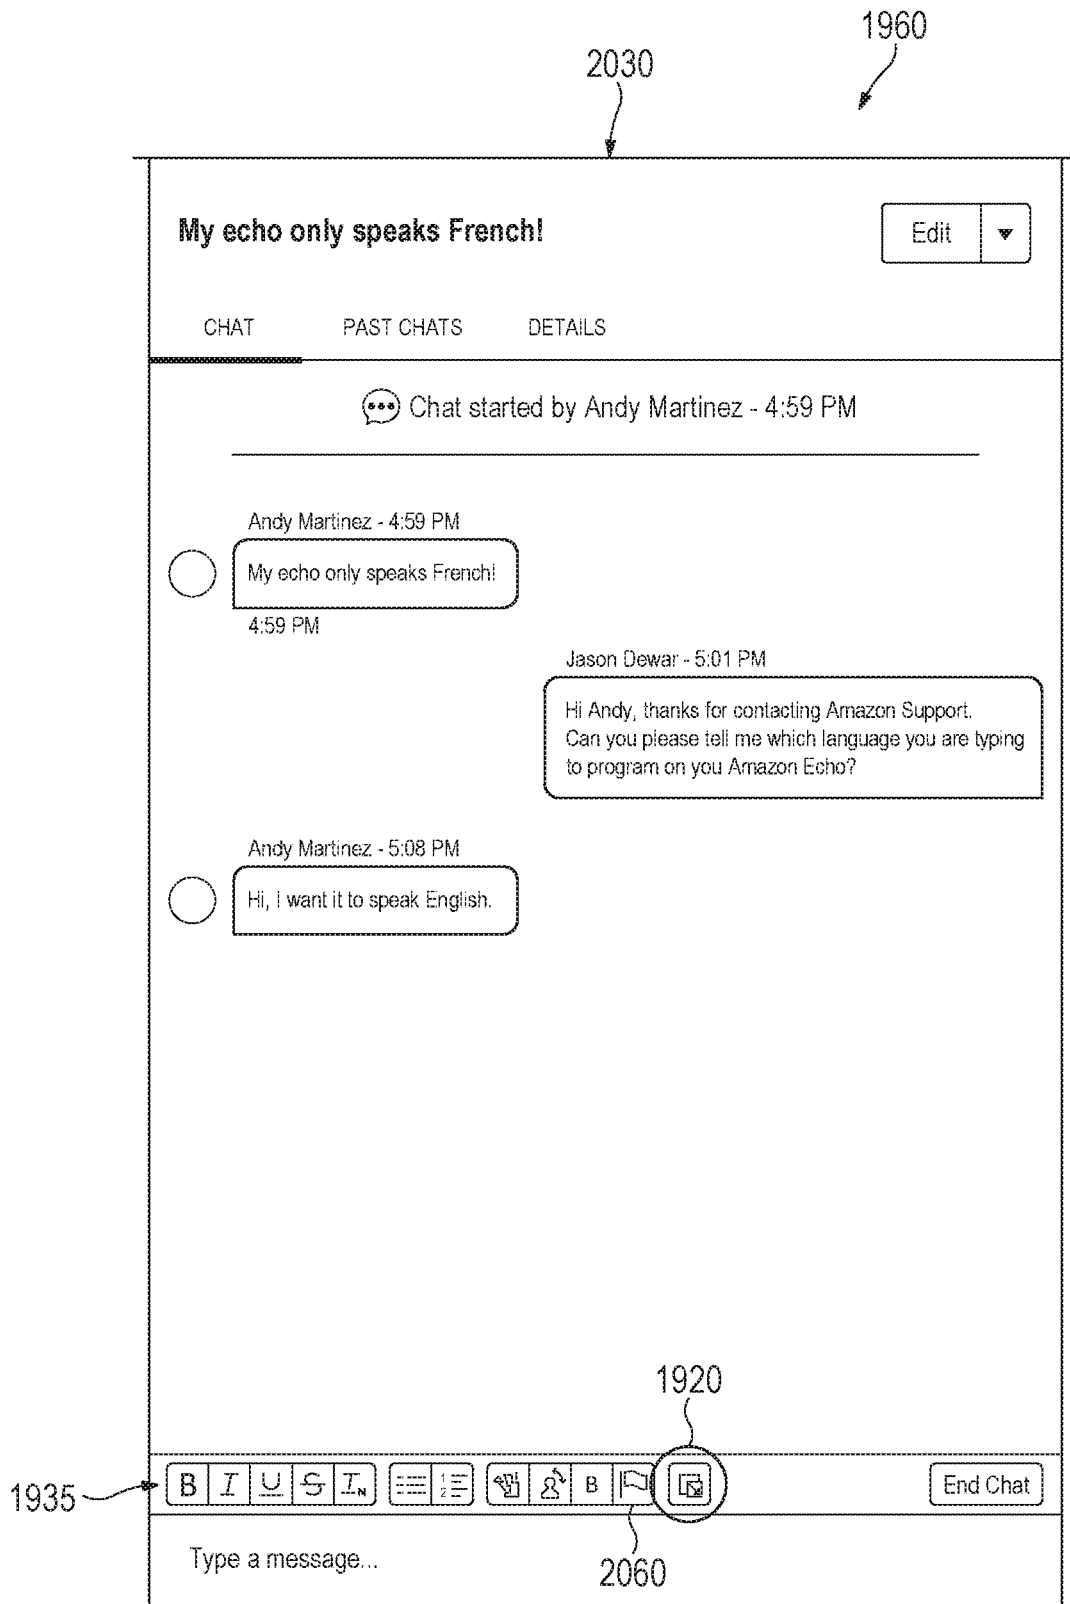 1960
2030
My echo only speaks French!
Edit
CHAT PAST CHATS DETAILS
Chat started by Andy Martinez - 4:59 PM
Andy Martinez - 4:59 PM
My echo only speaks French!
4:59 PM
Jason Dewar - 5:01 PM
Hi Andy, thanks for contacting Amazon Support.
Can you please tell me which language you are typing
to program on you Amazon Echo?
Andy Martinez - 5:08 PM
Hi, I want it to speak English.
1920
1935
B I U S T N 1 2 B End Chat
Type a message...
2060